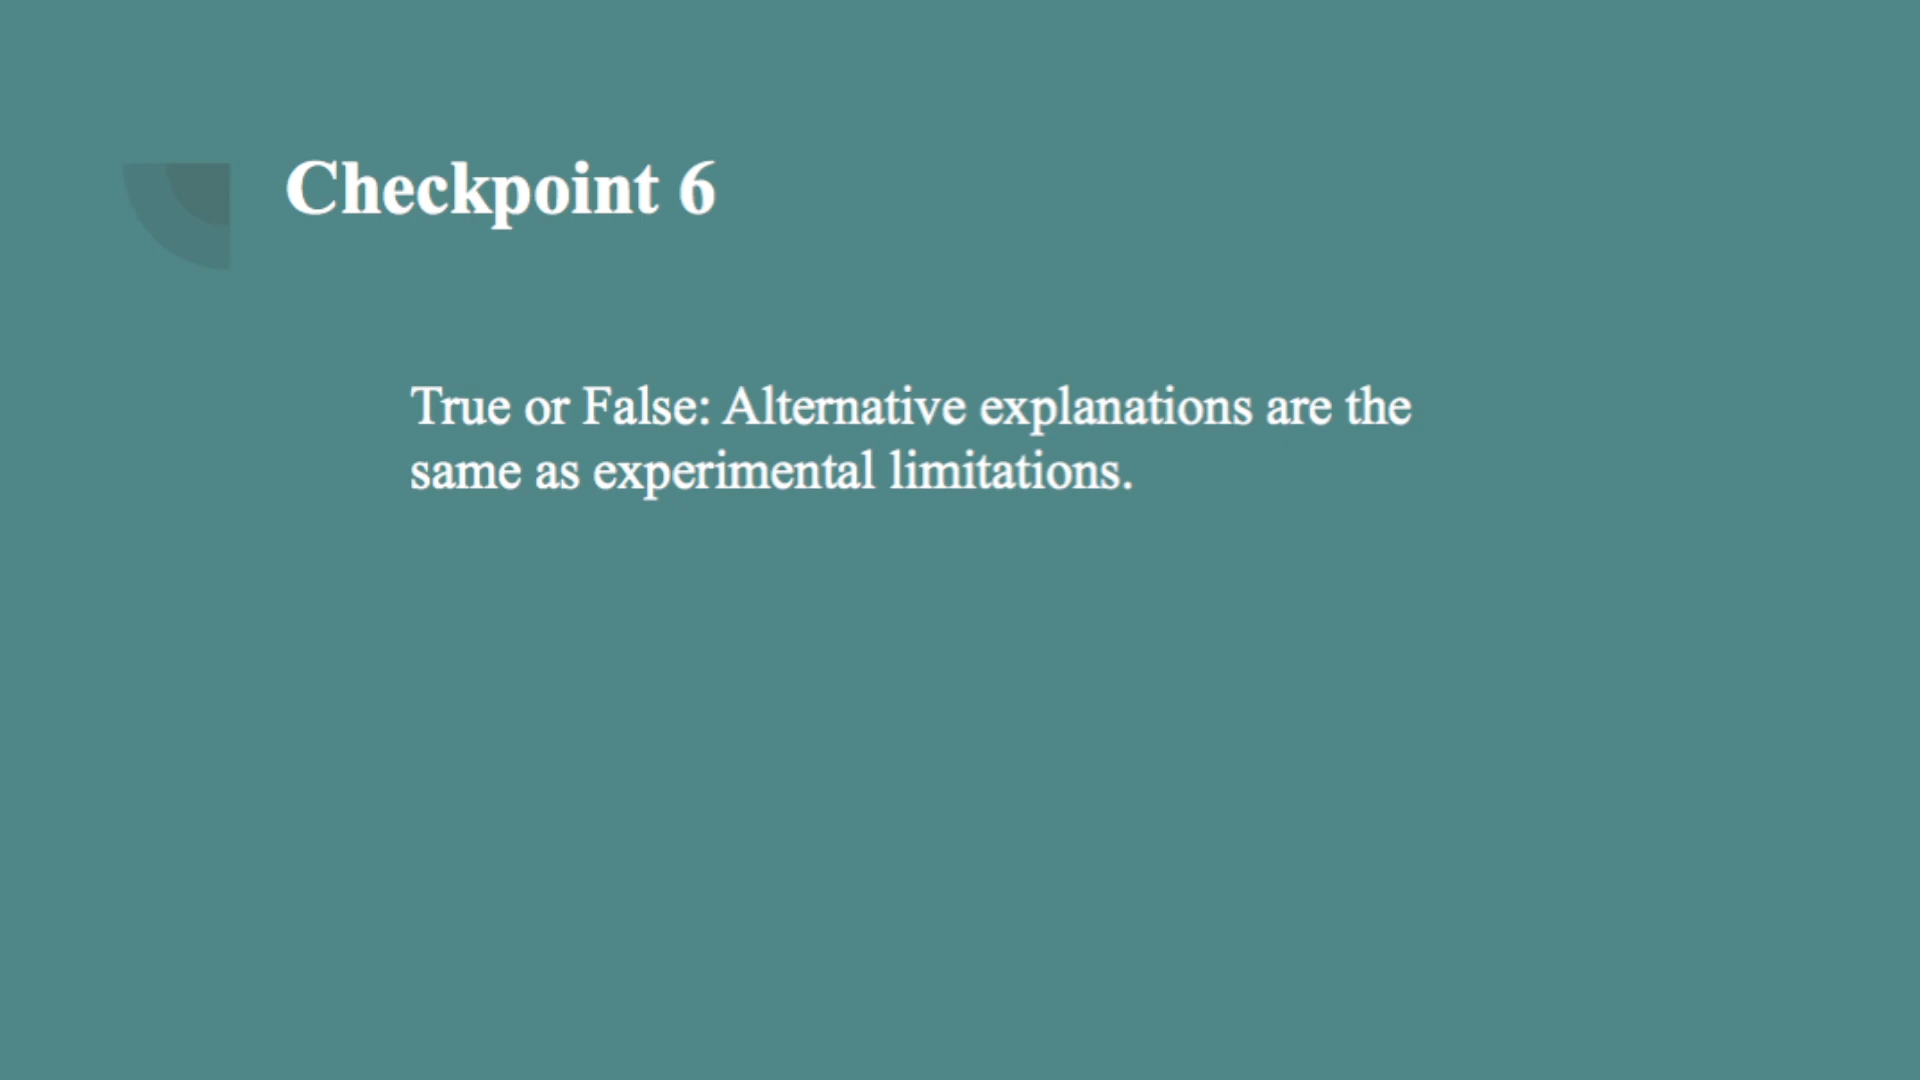 Checkpoint 6
True or False: Alternative explanations are the
same as experimental limitations.